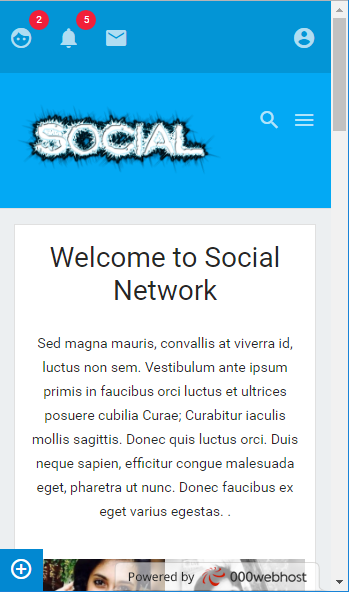 2
5
SOCIAL
Welcome to Social
Network
Sed magna mauris, convallis at viverra id,
luctus non sem. Vestibulum ante ipsum
primis in faucibus orci luctus et ultrices
posuere cubilia Curae; Curabitur iaculis
mollis sagittis. Donec quis luctus orci. Duis
neque sapien, efficitur congue malesuada
eget, pharetra ut nunc. Donec faucibus ex
eget varius egestas. .
Powered by 000webhost